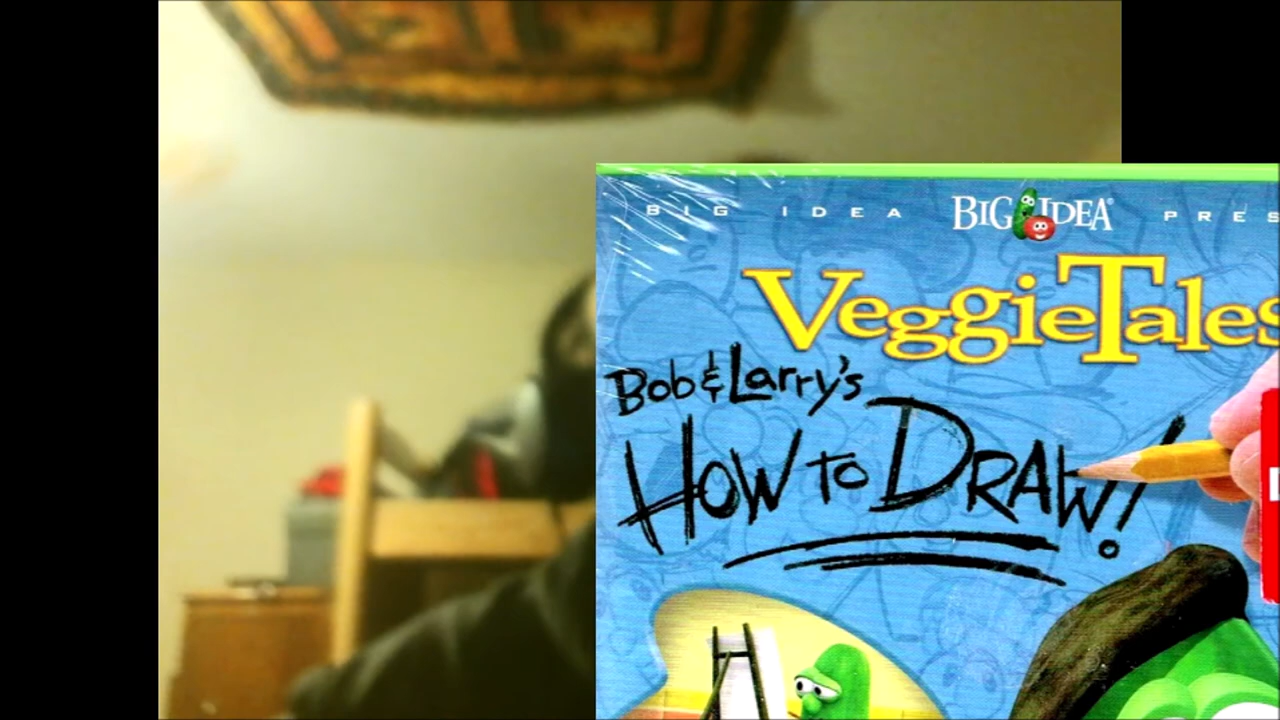 BIG IDEA BIG IDEA PRES
VeggieTales
Bob & Larry's
How to Draw!